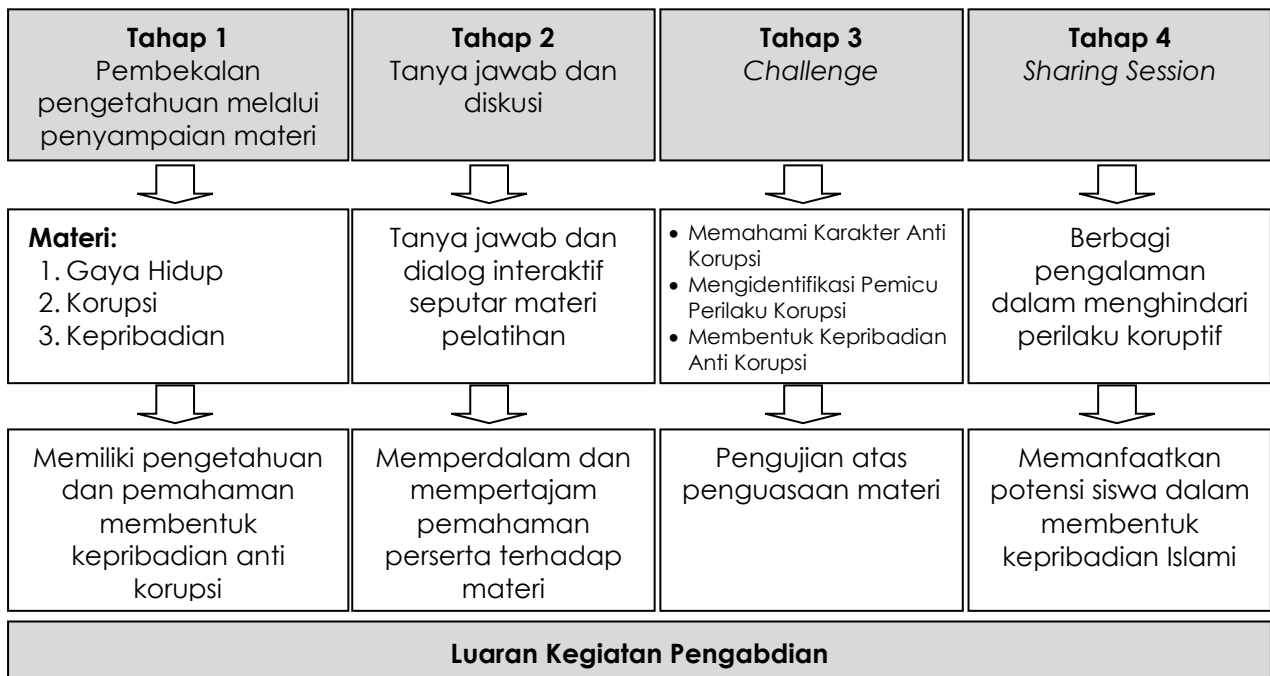 Tahap 1
Pembekalan
pengetahuan melalui
penyampaian materi
Tahap 2
Tanya jawab dan
diskusi
Tahap 3
Challenge
Tahap 4
Sharing Session
Materi:
1. Gaya Hidup
2. Korupsi
3. Kepribadian
Tanya jawab dan
dialog interaktif
seputar materi
pelatihan
• Memahami Karakter Anti
Korupsi
• Mengidentifikasi Pemicu
Perilaku Korupsi
• Membentuk Kepribadian
Anti Korupsi
Berbagi
pengalaman
dalam menghindari
perilaku koruptif
Memiliki pengetahuan
dan pemahaman
membentuk
kepribadian anti
korupsi
Memperdalam dan
mempertajam
pemahaman
perserta terhadap
materi
Pengujian atas
penguasaan materi
Memanfaatkan
potensi siswa dalam
membentuk
kepribadian Islami
Luaran Kegiatan Pengabdian